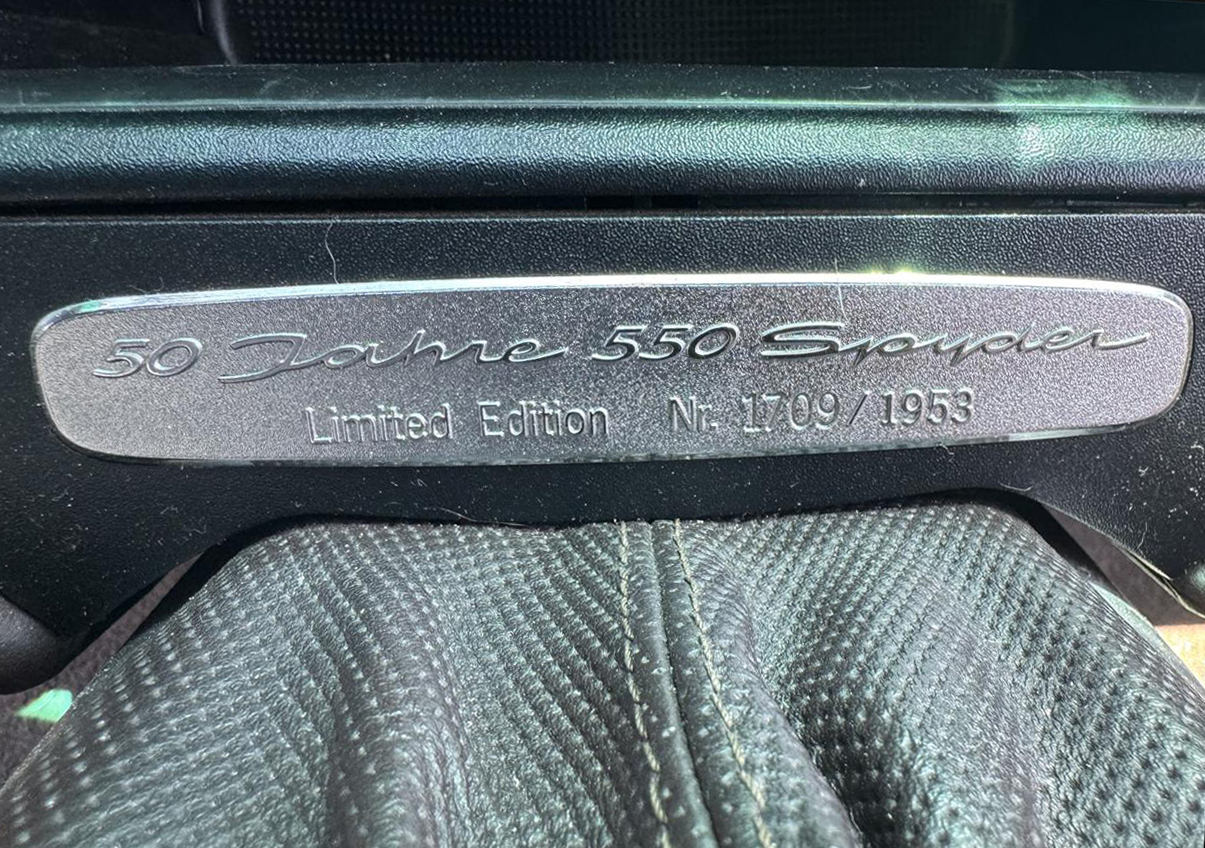 50 Jahre 550 Spyder
Limited Edition Nr. 1709/1953